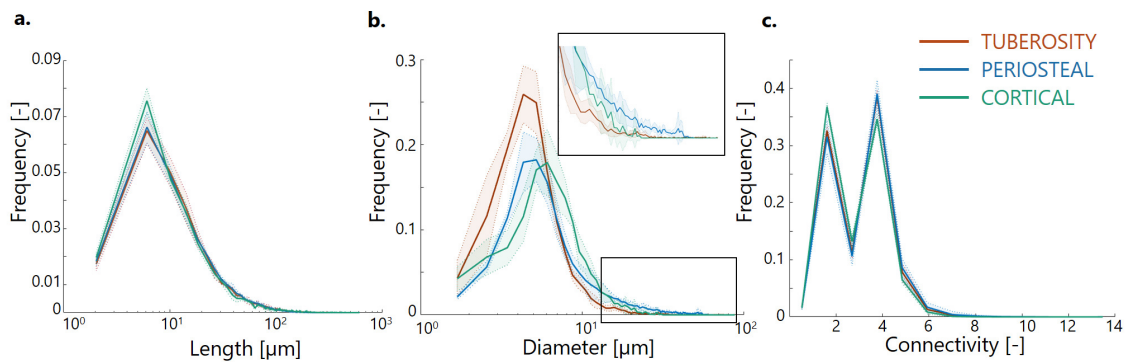 a.
Frequency [-]
0.09
0.07
0.05
0.03
0.01
0
10⁰
10¹
10²
10³
Length [µm]
b.
Frequency [-]
0.3
0.2
0.1
0
10⁰
10¹
10²
Diameter [µm]
c.
TUBEROSITY
PERIOSTEAL
CORTICAL
Frequency [-]
0.4
0.3
0.2
0.1
0
2
4
6
8
10
12
14
Connectivity [-]